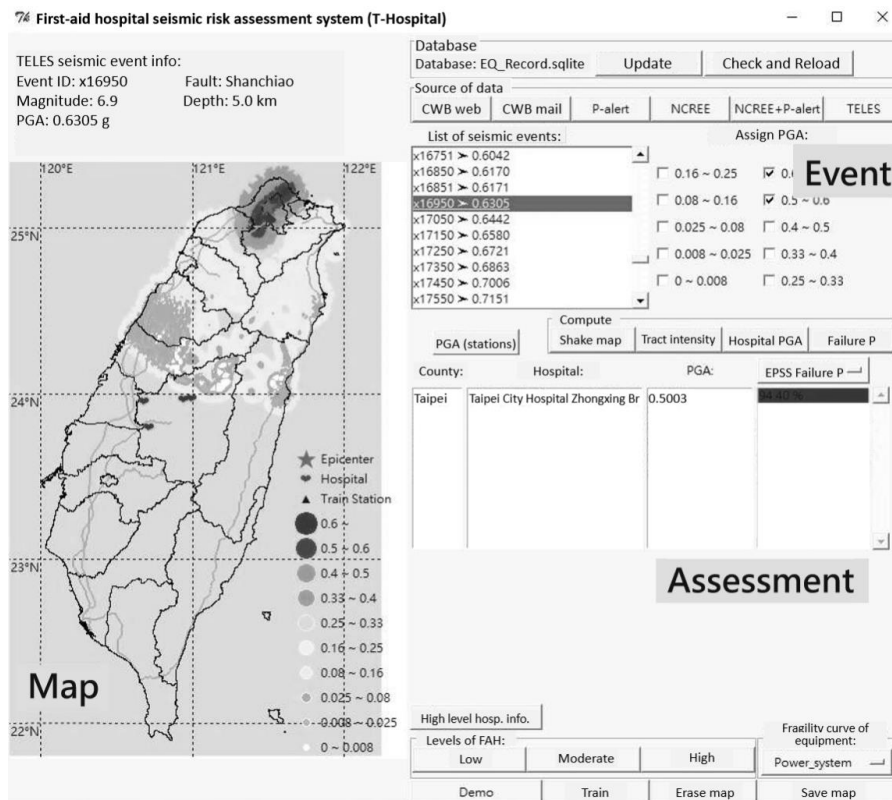 First-aid hospital seismic risk assessment system (T-Hospital)
TELES seismic event info:
Event ID: x16950 Fault: Shanchiao
Magnitude: 6.9 Depth: 5.0 km
PGA: 0.6305 g
120°E 121°E 122°E
25°N
24°N
23°N
22°N
Epicenter
Hospital
Train Station
0.6 ~
0.5 ~ 0.6
0.4 ~ 0.5
0.33 ~ 0.4
0.25 ~ 0.33
0.16 ~ 0.25
0.08 ~ 0.16
0.025 ~ 0.08
0.008 ~ 0.025
0 ~ 0.008
Map
Database
Database: EQ_Record.sqlite Update Check and Reload
Source of data
CWB web CWB mail P-alert NCREE NCREE+P-alert TELES
List of seismic events: Assign PGA:
x16751 ➢ 0.6042
x16850 ➢ 0.6170
x16851 ➢ 0.6171
x16950 ➢ 0.6305
x17050 ➢ 0.6442
x17150 ➢ 0.6580
x17250 ➢ 0.6721
x17350 ➢ 0.6863
x17450 ➢ 0.7006
x17550 ➢ 0.7151
0.16 ~ 0.25
0.08 ~ 0.16 0.5 ~ 0.6
0.025 ~ 0.08 0.4 ~ 0.5
0.008 ~ 0.025 0.33 ~ 0.4
0 ~ 0.008 0.25 ~ 0.33
Event
Compute
PGA (stations) Shake map Tract intensity Hospital PGA Failure P
County: Hospital: PGA: EPSS Failure P
Taipei Taipei City Hospital Zhongxing Br 0.5003 94.40 %
Assessment
High level hosp. info.
Levels of FAH:
Low Moderate High
Fragility curve of
equipment:
Power_system
Demo Train Erase map Save map